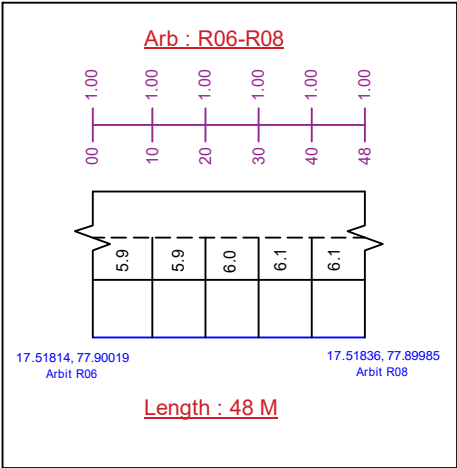 Arb : R06-R08
1.00 1.00 1.00 1.00 1.00 1.00
00 10 20 30 40 48
5.9 5.9 6.0 6.1 6.1
17.51814, 77.90019
Arbit R06
17.51836, 77.89985
Arbit R08
Length : 48 M